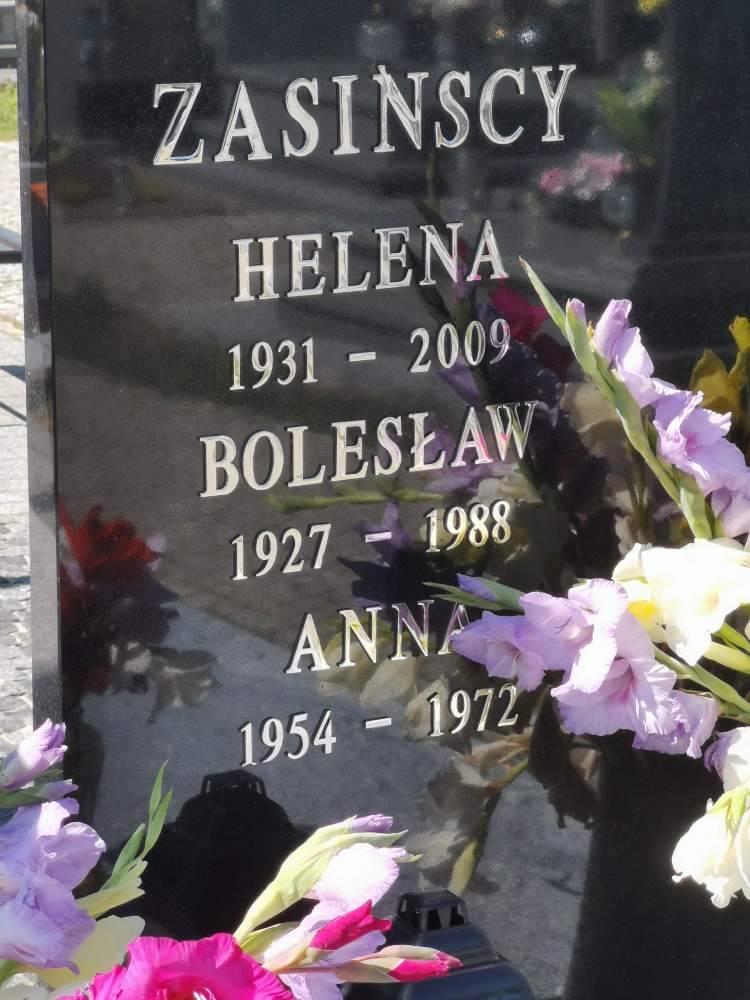 ZASIŃSCY
HELENA
1931 – 2009
BOLESŁAW
1927 – 1988
ANNA
1954 – 1972